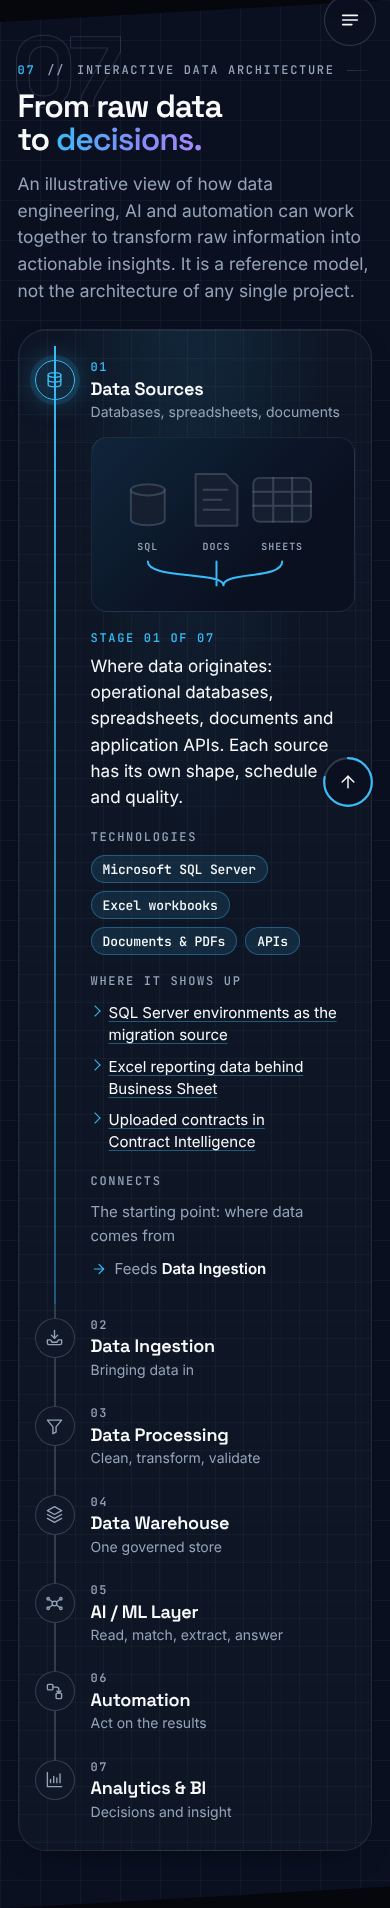 07 // INTERACTIVE DATA ARCHITECTURE
From raw data
to decisions.
An illustrative view of how data
engineering, AI and automation can work
together to transform raw information into
actionable insights. It is a reference model,
not the architecture of any single project.
01
Data Sources
Databases, spreadsheets, documents
SQL DOCS SHEETS
STAGE 01 OF 07
Where data originates:
operational databases,
spreadsheets, documents and
application APIs. Each source
has its own shape, schedule
and quality.
TECHNOLOGIES
Microsoft SQL Server
Excel workbooks
Documents & PDFs APIs
WHERE IT SHOWS UP
SQL Server environments as the
migration source
Excel reporting data behind
Business Sheet
Uploaded contracts in
Contract Intelligence
CONNECTS
The starting point: where data
comes from
→ Feeds Data Ingestion
02
Data Ingestion
Bringing data in
03
Data Processing
Clean, transform, validate
04
Data Warehouse
One governed store
05
AI / ML Layer
Read, match, extract, answer
06
Automation
Act on the results
07
Analytics & BI
Decisions and insight